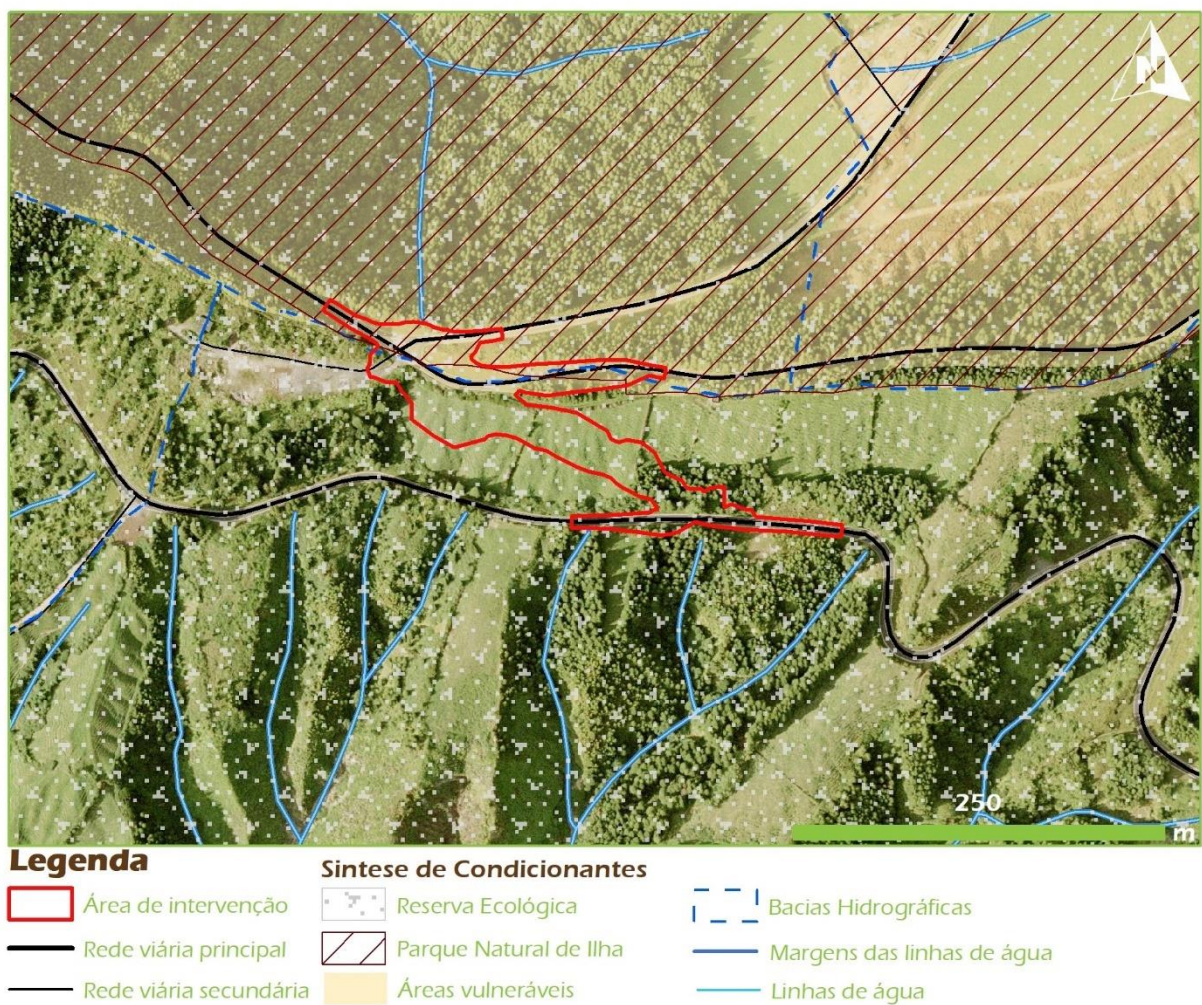 N
250
m
Legenda
Área de intervenção
Rede viária principal
Rede viária secundária
Sintese de Condicionantes
Reserva Ecológica
Parque Natural de Ilha
Áreas vulneráveis
Bacias Hidrográficas
Margens das linhas de água
Linhas de água